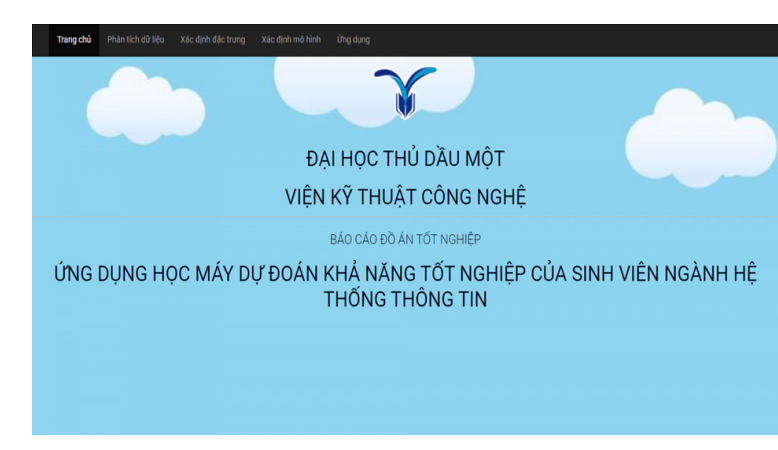 Trang chủ Phân tích dữ liệu Xác định đặc trưng Xác định mô hình Ứng dụng
ĐẠI HỌC THỦ DẦU MỘT
VIỆN KỸ THUẬT CÔNG NGHỆ
BÁO CÁO ĐỒ ÁN TỐT NGHIỆP
ỨNG DỤNG HỌC MÁY DỰ ĐOÁN KHẢ NĂNG TỐT NGHIỆP CỦA SINH VIÊN NGÀNH HỆ
THỐNG THÔNG TIN